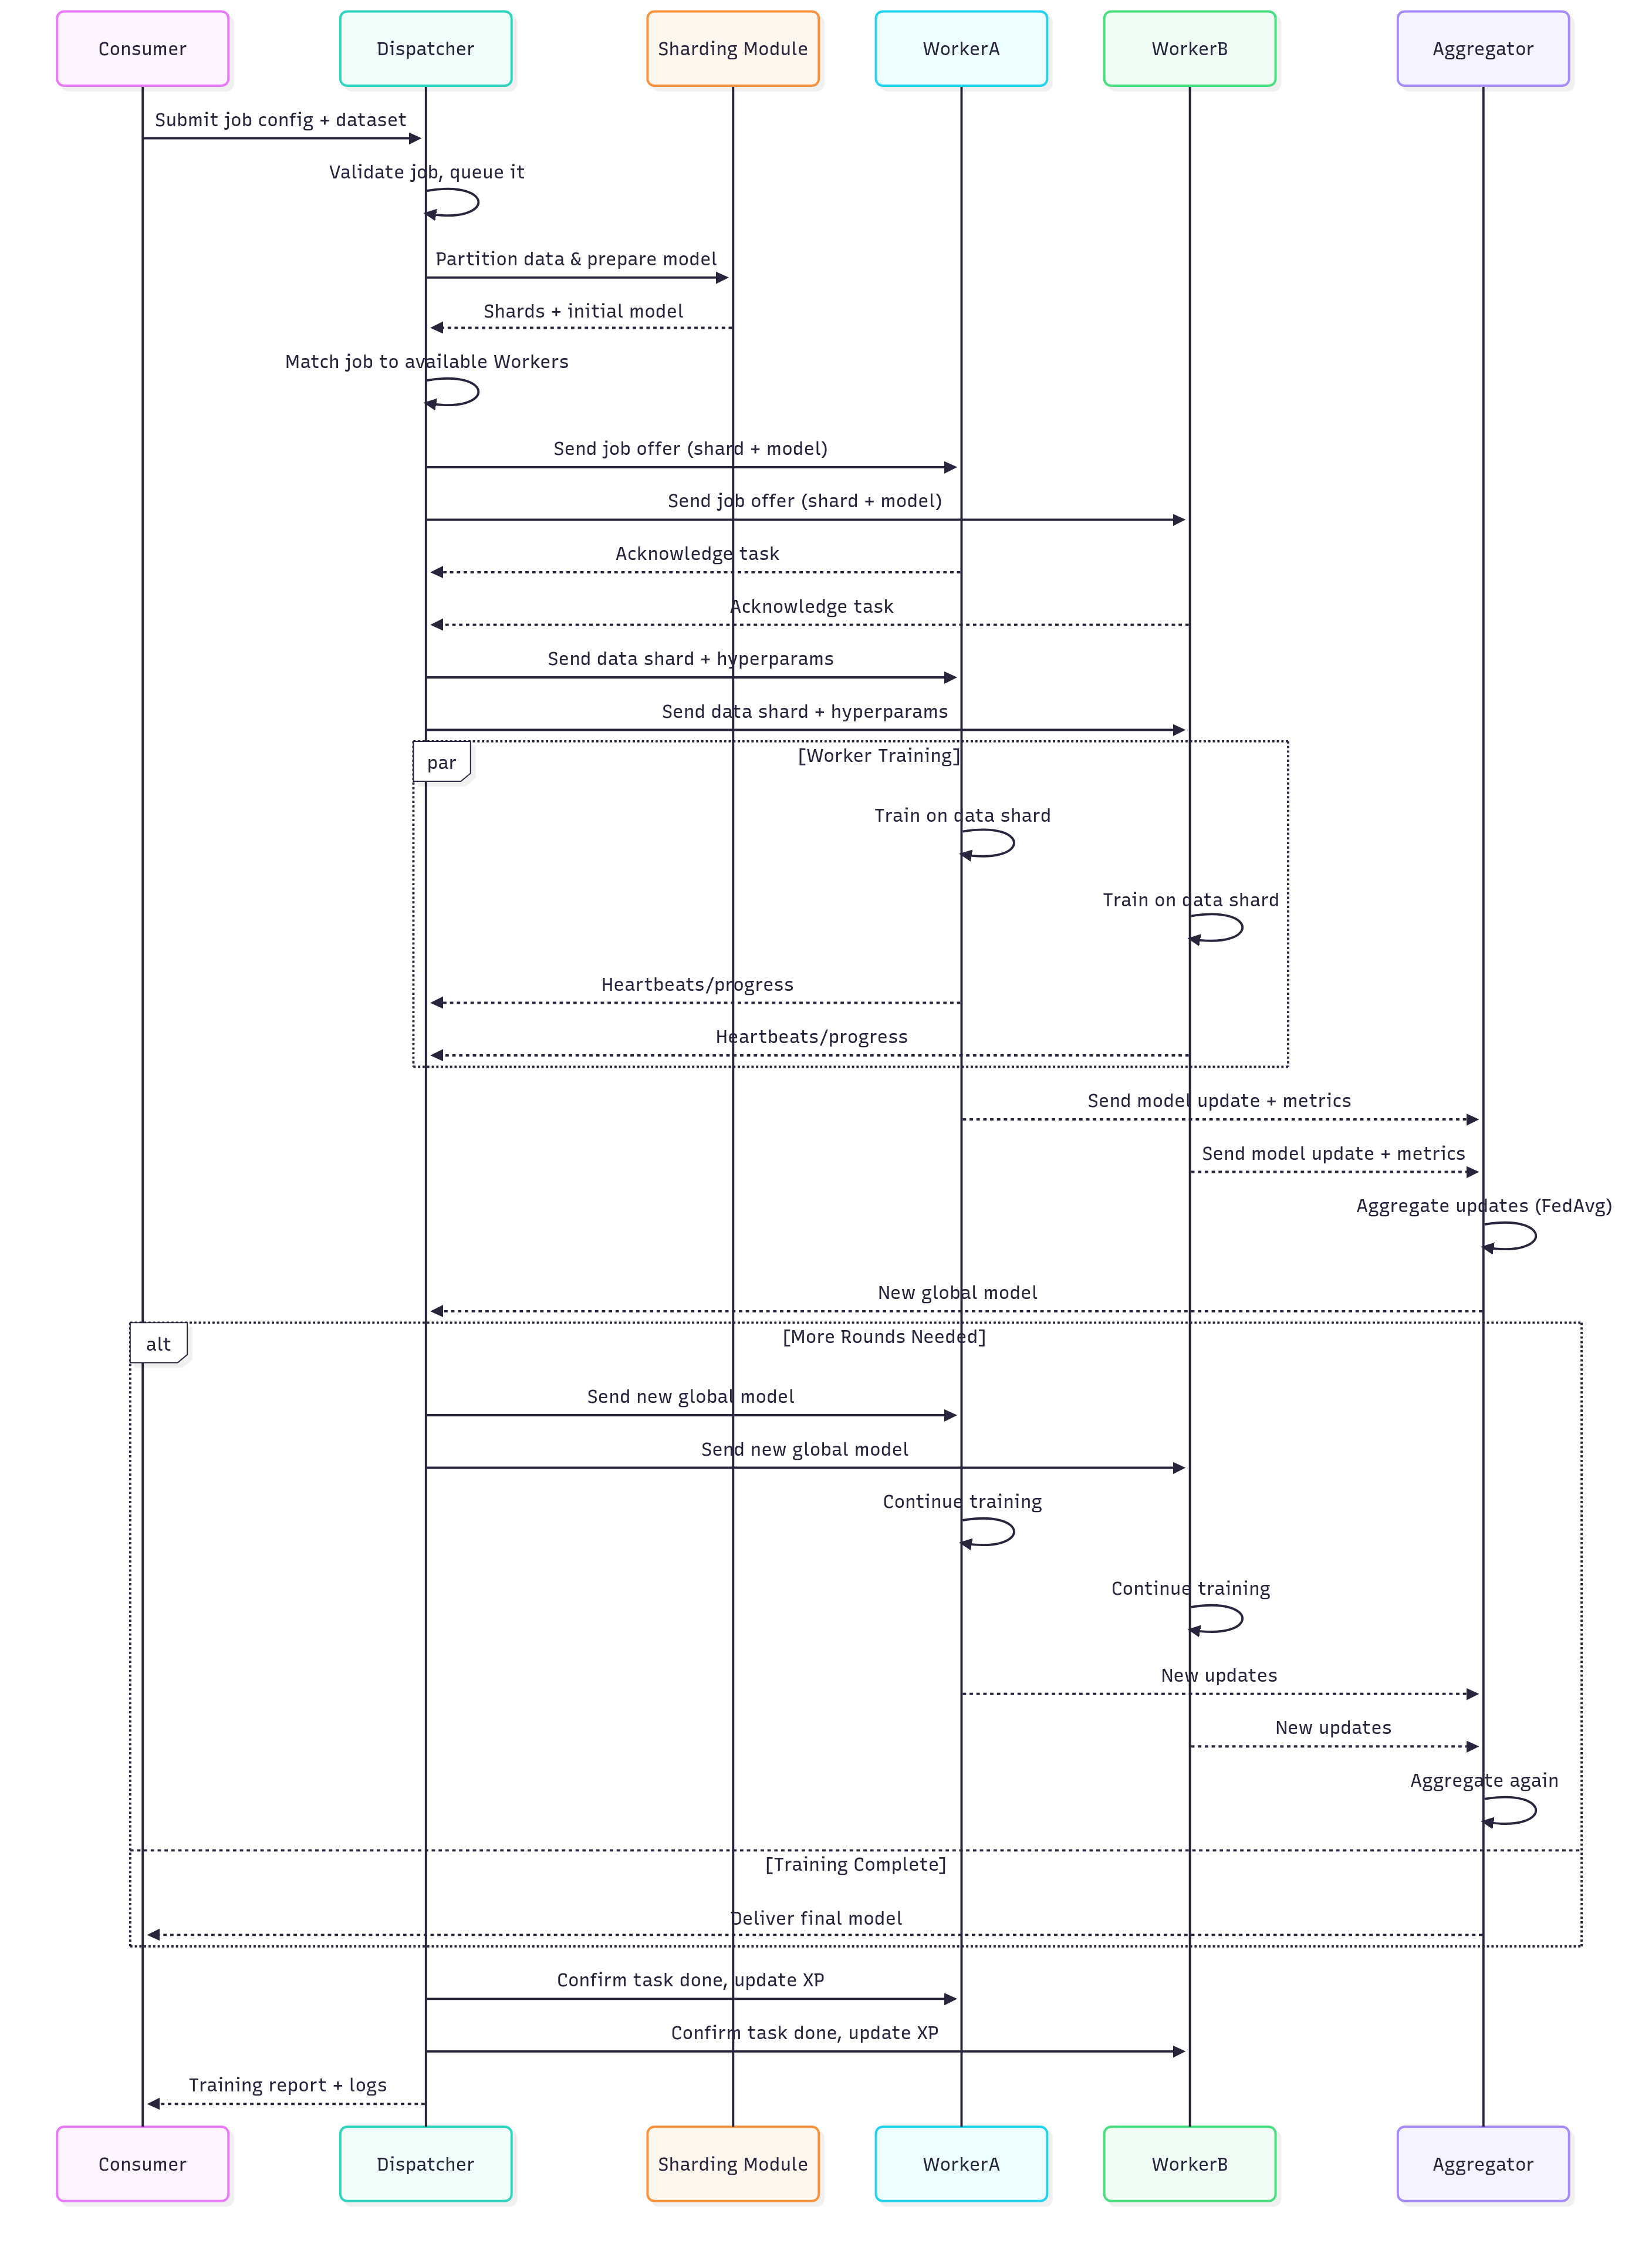 Consumer
Dispatcher
Sharding Module
WorkerA
WorkerB
Aggregator
Submit job config + dataset
Validate job, queue it
Partition data & prepare model
Shards + initial model
Match job to available Workers
Send job offer (shard + model)
Send job offer (shard + model)
Acknowledge task
Acknowledge task
Send data shard + hyperparams
Send data shard + hyperparams
par
[Worker Training]
Train on data shard
Train on data shard
Heartbeats/progress
Heartbeats/progress
Send model update + metrics
Send model update + metrics
Aggregate updates (FedAvg)
New global model
alt
[More Rounds Needed]
Send new global model
Send new global model
Continue training
Continue training
New updates
New updates
Aggregate again
[Training Complete]
Deliver final model
Confirm task done, update XP
Confirm task done, update XP
Training report + logs
Consumer
Dispatcher
Sharding Module
WorkerA
WorkerB
Aggregator